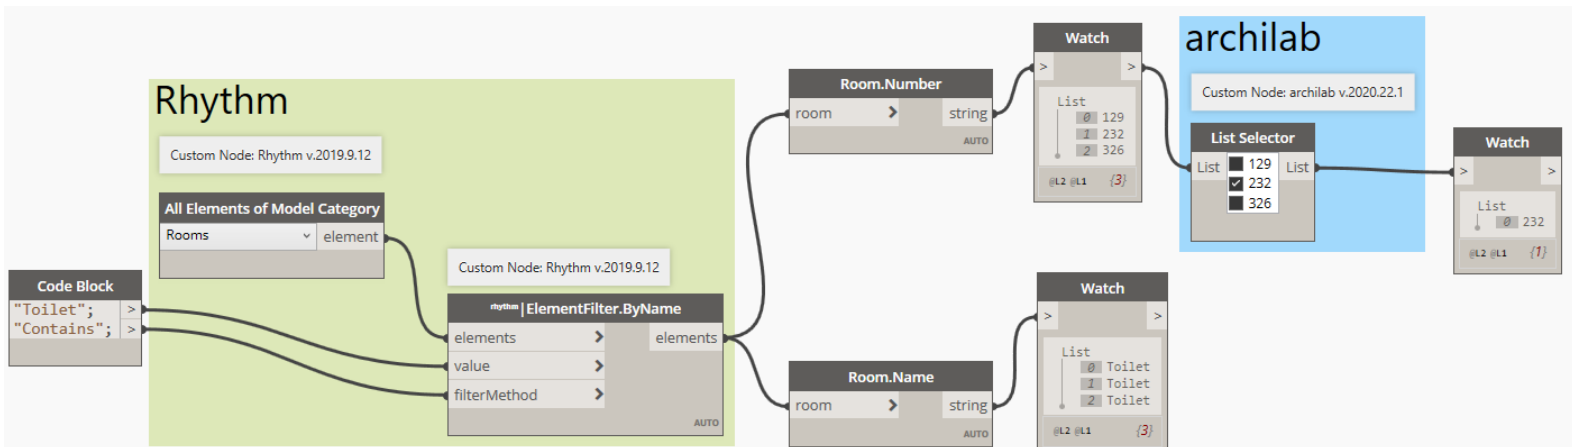 Code Block
"Toilet"; >
"Contains"; >
Rhythm
Custom Node: Rhythm v.2019.9.12
All Elements of Model Category
Rooms element
Custom Node: Rhythm v.2019.9.12
rhythm|ElementFilter.ByName
elements > elements
value >
filterMethod >
AUTO
Room.Number
room > string
AUTO
Room.Name
room > string
AUTO
Watch
> >
List
0 129
1 232
2 326
@L2 @L1 {3}
Watch
> >
List
0 Toilet
1 Toilet
2 Toilet
@L2 @L1 {3}
archilab
Custom Node: archilab v.2020.22.1
List Selector
List 129 List
232
326
Watch
> >
List
0 232
@L2 @L1 {1}